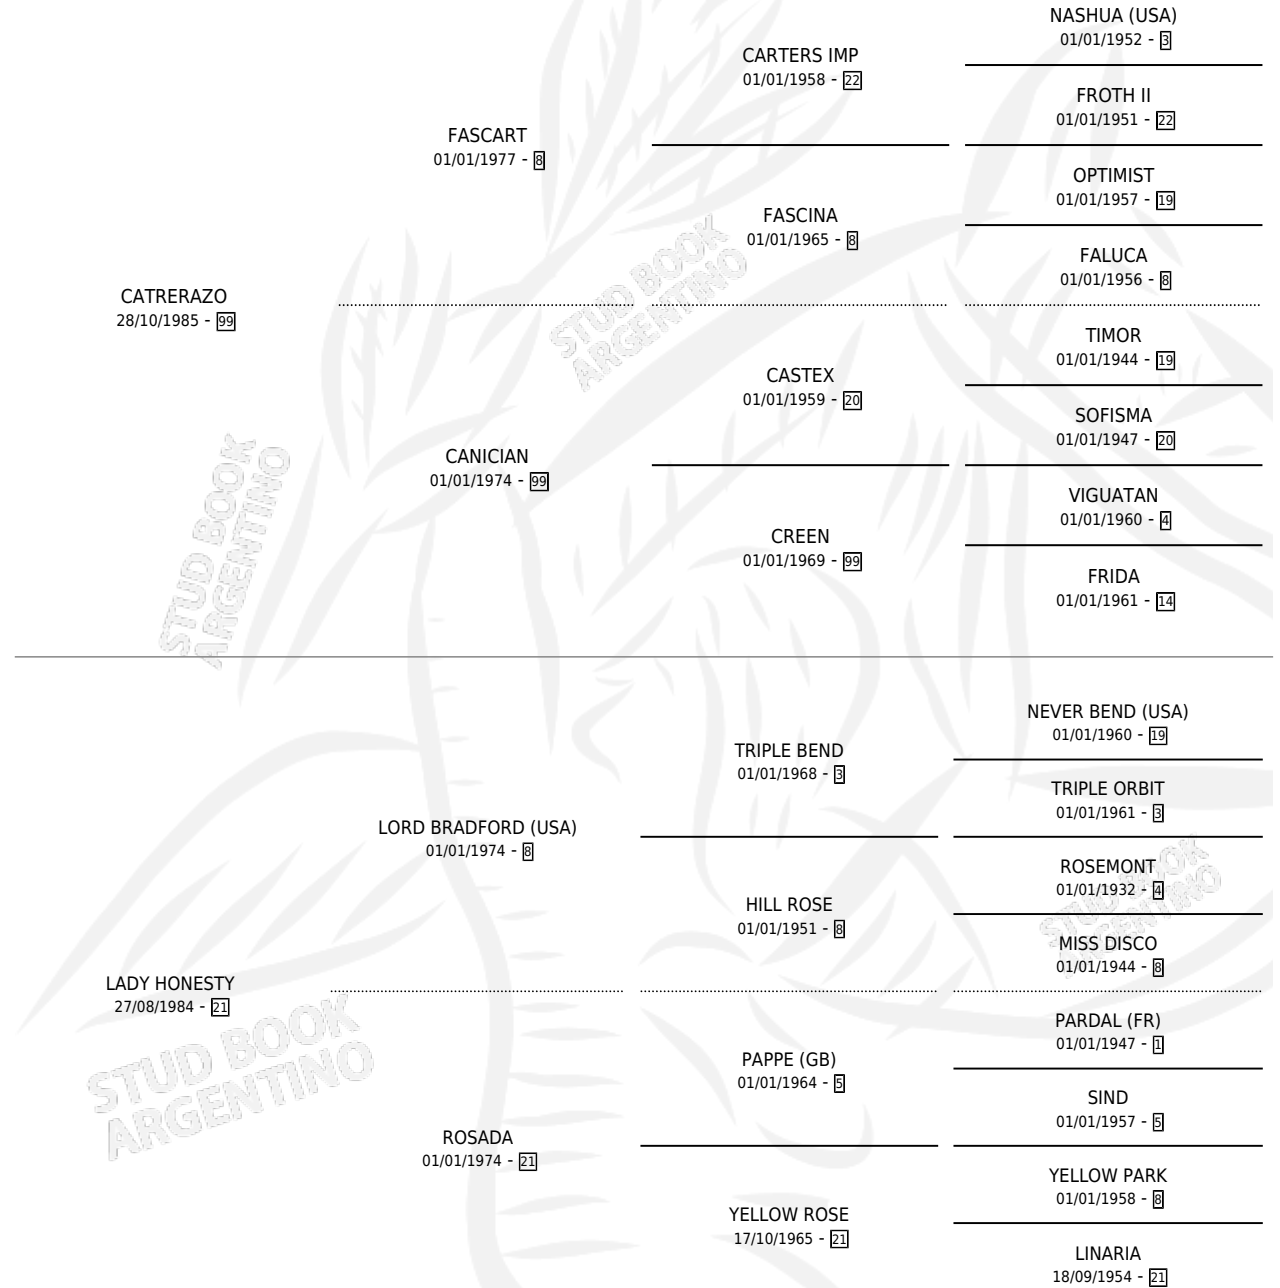 NASHUA (USA)
01/01/1952 - 3
CARTERS IMP
01/01/1958 - 22
FROTH II
01/01/1951 - 22
FASCART
01/01/1977 - 8
OPTIMIST
01/01/1957 - 19
FASCINA
01/01/1965 - 8
FALUCA
01/01/1956 - 8
CATRERAZO
28/10/1985 - 99
STUD BOOK
ARGENTINO
TIMOR
01/01/1944 - 19
CASTEX
01/01/1959 - 20
SOFISMA
01/01/1947 - 20
CANICIAN
01/01/1974 - 99
VIGUATAN
01/01/1960 - 4
CREEN
01/01/1969 - 99
FRIDA
01/01/1961 - 14
STUD BOOK
ARGENTINO
NEVER BEND (USA)
01/01/1960 - 19
TRIPLE BEND
01/01/1968 - 3
TRIPLE ORBIT
01/01/1961 - 3
LORD BRADFORD (USA)
01/01/1974 - 8
ROSEMONT
01/01/1932 - 4
HILL ROSE
01/01/1951 - 8
STUD BOOK
ARGENTINO
MISS DISCO
01/01/1944 - 8
LADY HONESTY
27/08/1984 - 21
STUD BOOK
ARGENTINO
PARDAL (FR)
01/01/1947 - 1
PAPPE (GB)
01/01/1964 - 5
SIND
01/01/1957 - 5
ROSADA
01/01/1974 - 21
YELLOW PARK
01/01/1958 - 8
YELLOW ROSE
17/10/1965 - 21
LINARIA
18/09/1954 - 21